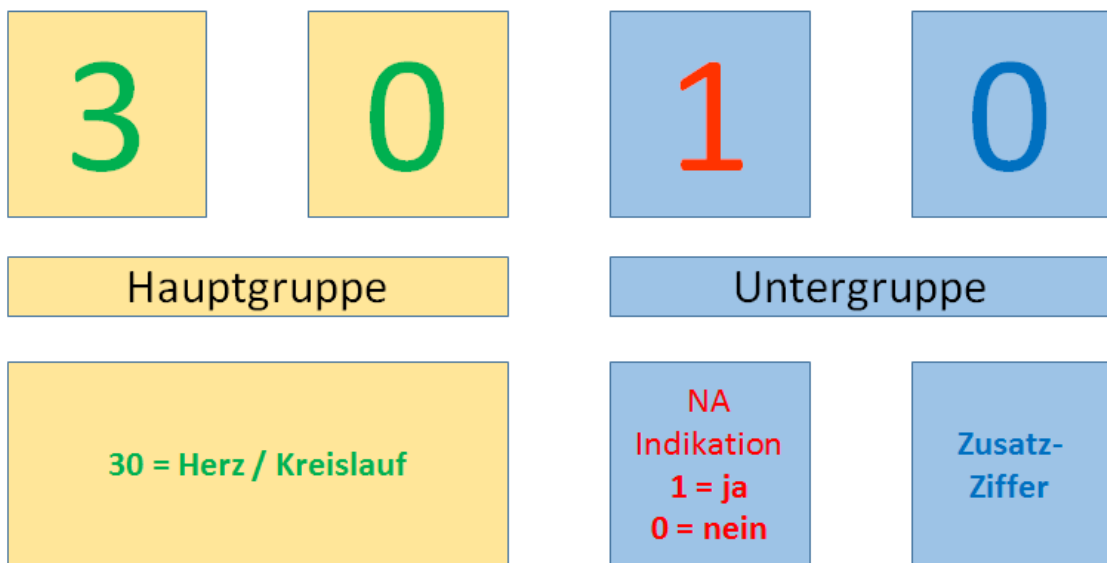 3 0 1 0
Hauptgruppe
Untergruppe
30 = Herz / Kreislauf
NA
Indikation
1 = ja
0 = nein
Zusatz-
Ziffer